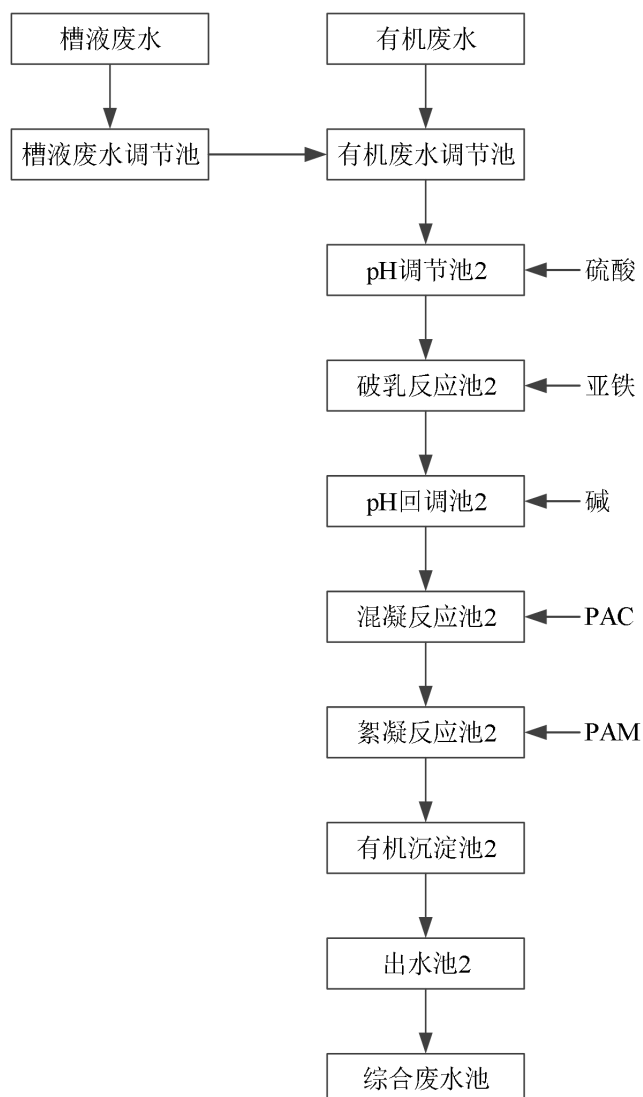 槽液废水
有机废水
槽液废水调节池
有机废水调节池
pH调节池2
硫酸
破乳反应池2
亚铁
pH回调池2
碱
混凝反应池2
PAC
絮凝反应池2
PAM
有机沉淀池2
出水池2
综合废水池